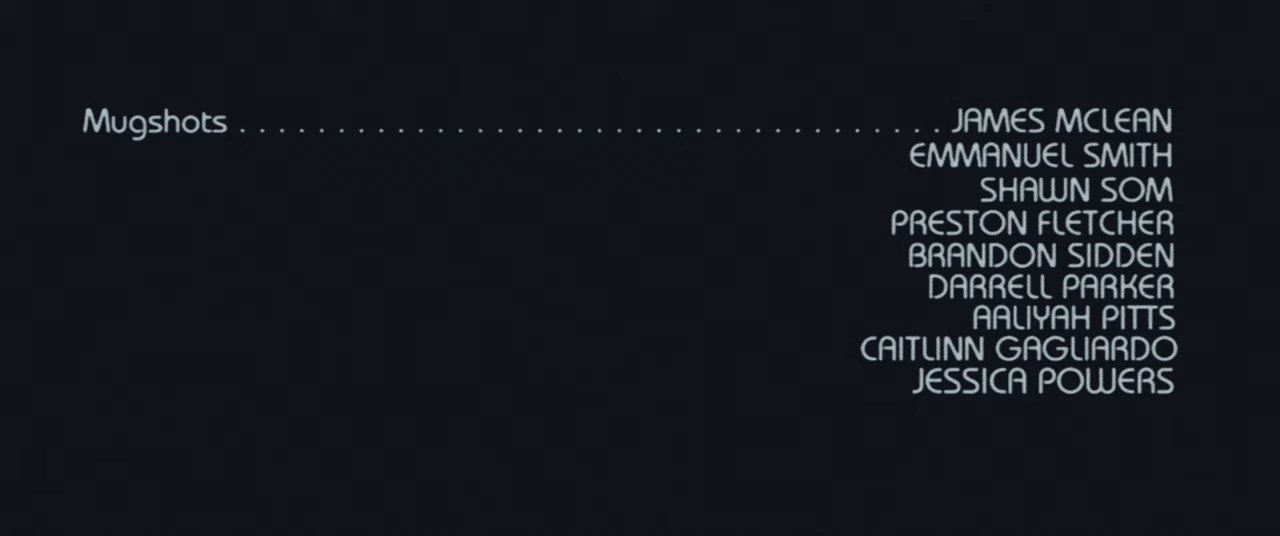 Mugshots . . . . . . . . . . . . . . . . . . . . . . . . . . . . . . . . . . . . JAMES MCLEAN
EMMANUEL SMITH
SHAWN SOM
PRESTON FLETCHER
BRANDON SIDDEN
DARRELL PARKER
AALIYAH PITTS
CAITLINN GAGLIARDO
JESSICA POWERS